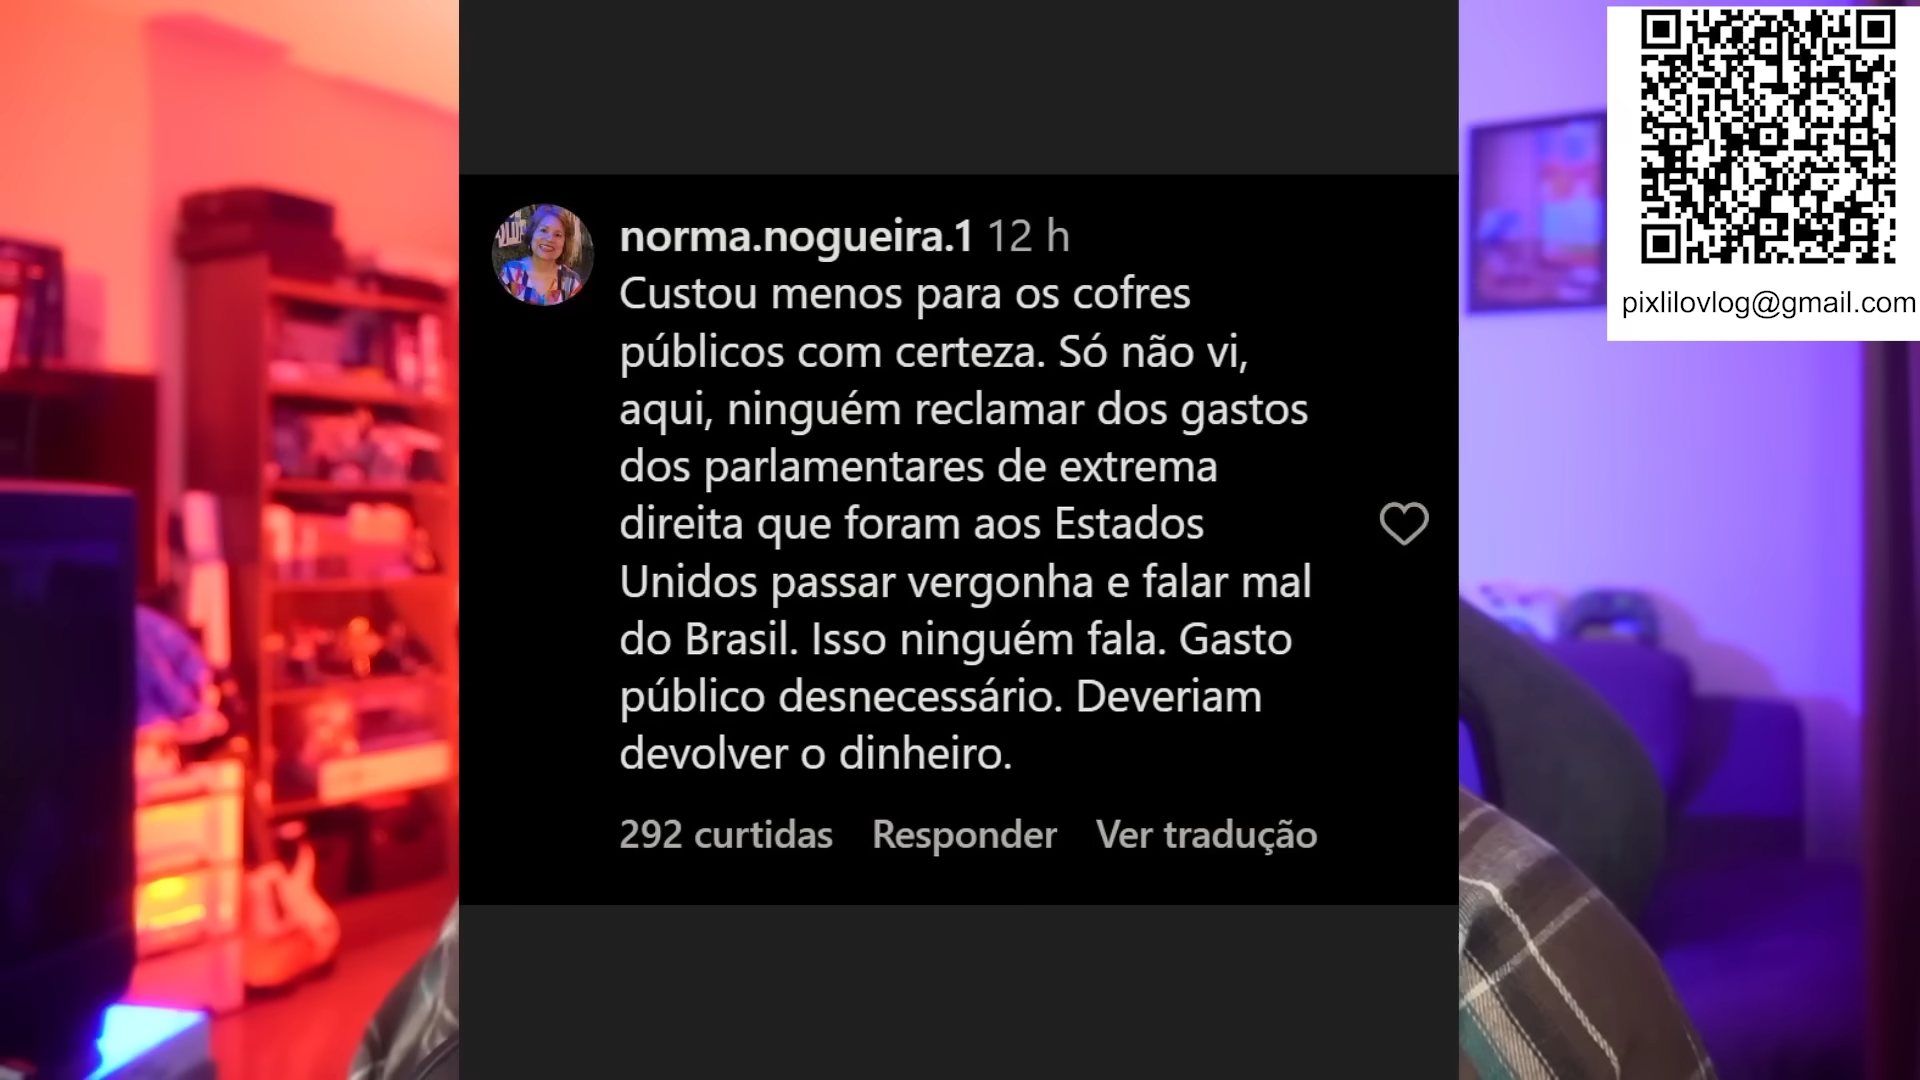 norma.nogueira.1 12 h
Custou menos para os cofres
públicos com certeza. Só não vi,
aqui, ninguém reclamar dos gastos
dos parlamentares de extrema
direita que foram aos Estados
Unidos passar vergonha e falar mal
do Brasil. Isso ninguém fala. Gasto
público desnecessário. Deveriam
devolver o dinheiro.
292 curtidas Responder Ver tradução
pixlilovlog@gmail.com